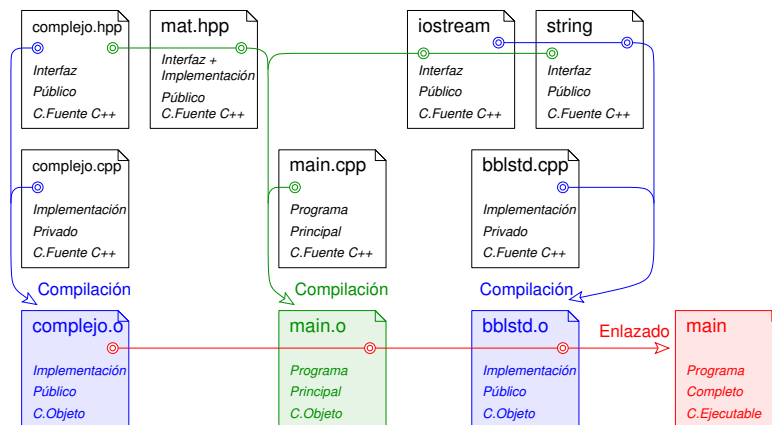 complejo.hpp
Interfaz
Público
C.Fuente C++
mat.hpp
Interfaz +
Implementación
Público
C.Fuente C++
iostream
Interfaz
Público
C.Fuente C++
string
Interfaz
Público
C.Fuente C++
complejo.cpp
Implementación
Privado
C.Fuente C++
main.cpp
Programa
Principal
C.Fuente C++
bblstd.cpp
Implementación
Privado
C.Fuente C++
Compilación
Compilación
Compilación
complejo.o
Implementación
Público
C.Objeto
main.o
Programa
Principal
C.Objeto
bblstd.o
Implementación
Público
C.Objeto
Enlazado
main
Programa
Completo
C.Ejecutable